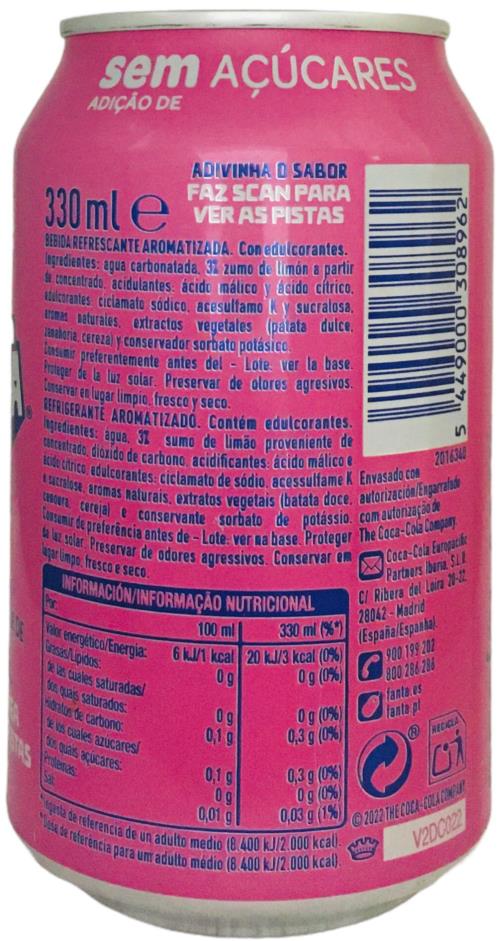 sem AÇÚCARES
ADIÇÃO DE
ADIVINHA O SABOR
FAZ SCAN PARA
VER AS PISTAS
330 ml e
BEBIDA REFRESCANTE AROMATIZADA. Con edulcorantes.
Ingredientes: agua carbonatada, 3% zumo de limón a partir
de concentrado, acidulantes: ácido málico y ácido cítrico,
edulcorantes: ciclamato sódico, acesulfamo K y sucralosa,
aromas naturales, extractos vegetales (patata dulce,
zanahoria, cereza) y conservador sorbato potásico.
Consumir preferentemente antes del - Lote: ver la base.
Proteger de la luz solar. Preservar de olores agresivos.
Conservar en lugar limpio, fresco y seco.
REFRIGERANTE AROMATIZADO. Contém edulcorantes.
Ingredientes: água, 3% sumo de limão proveniente de
concentrado, dióxido de carbono, acidificantes: ácido málico e
ácido cítrico, edulcorantes: ciclamato de sódio, acessulfame K
e sucralose, aromas naturais, extratos vegetais (batata doce,
cenoura, cereja) e conservante sorbato de potássio.
Consumir de preferência antes de - Lote: ver na base. Proteger
da luz solar. Preservar de odores agressivos. Conservar em
lugar limpo, fresco e seco.
INFORMACIÓN/INFORMAÇÃO NUTRICIONAL
Por: 100 ml 330 ml (%*)
Valor energético/Energia: 6 kJ/1 kcal 20 kJ/3 kcal (0%)
Grasas/Lípidos: 0 g 0 g (0%)
de las cuales saturadas/
dos quais saturados: 0 g 0 g (0%)
Hidratos de carbono: 0,1 g 0,3 g (0%)
de los cuales azúcares/
dos quais açúcares: 0,1 g 0,3 g (0%)
Proteínas: 0 g 0 g (0%)
Sal: 0,01 g 0,03 g (1%)
*Ingesta de referencia de un adulto medio (8.400 kJ/2.000 kcal).
*Dose de referência para um adulto médio (8.400 kJ/2.000 kcal).
5 449000 308962
2016340
Envasado con
autorización/Engarrafado
com autorização de
The Coca-Cola Company.
Coca-Cola Europacific
Partners Iberia, S.L.U.
C/ Ribera del Loira 20-22.
28042 - Madrid
(España/Espanha).
900 199 202
800 286 286
fanta.es
fanta.pt
RECICLA
© 2022 THE COCA-COLA COMPANY
V2DC022